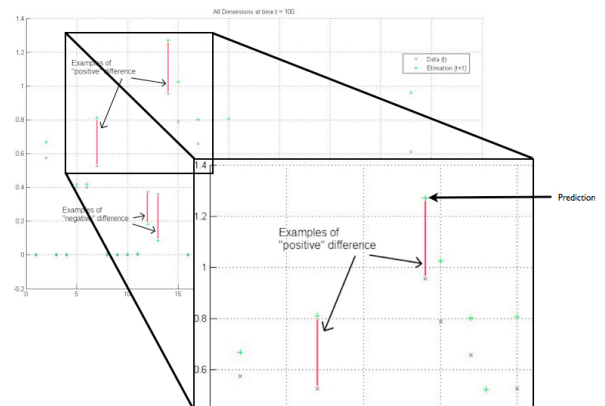 All Dimensions at time t = 100
1.4
1.2
1
0.8
0.6
0.4
0.2
0
-0.2
0
5
10
15
Examples of
"positive" difference
Examples of
"negative" difference
Data (t)
Etimation (t+1)
1.4
1.2
1
0.8
0.6
Examples of
"positive" difference
Prediction